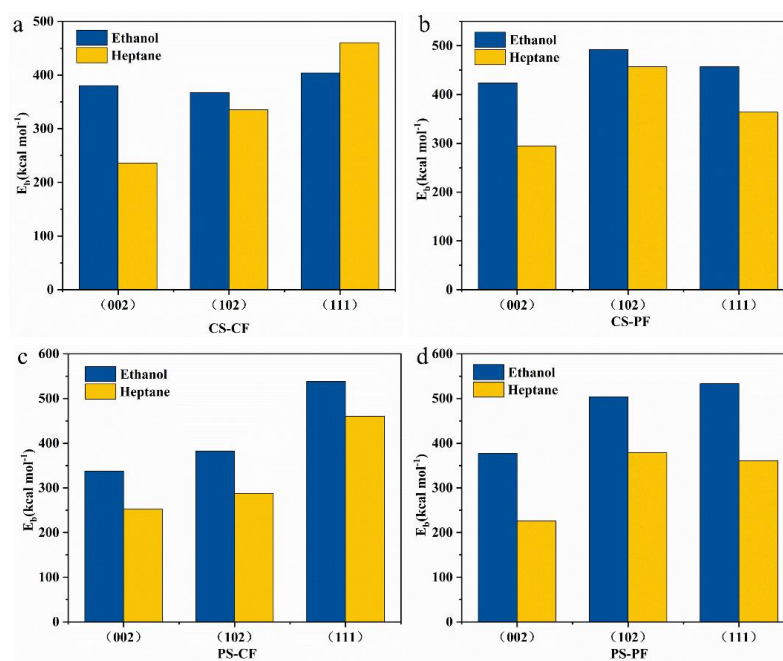 a
500
400
300
200
100
0
E_b(kcal mol⁻¹)
Ethanol
Heptane
（002） （102） （111）
CS-CF
b
500
400
300
200
100
0
E_b(kcal mol⁻¹)
Ethanol
Heptane
（002） （102） （111）
CS-PF
c
600
500
400
300
200
100
0
E_b(kcal mol⁻¹)
Ethanol
Heptane
（002） （102） （111）
PS-CF
d
600
500
400
300
200
100
0
E_b(kcal mol⁻¹)
Ethanol
Heptane
（002） （102） （111）
PS-PF